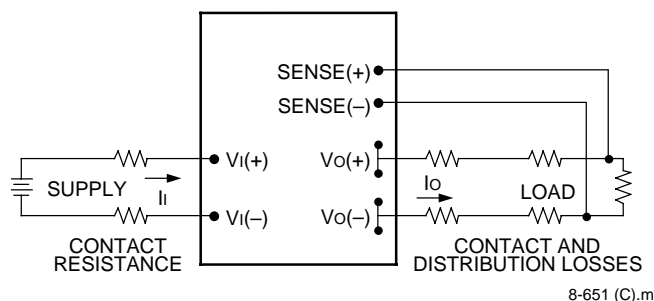 SENSE(+)
SENSE(–)
SUPPLY
II
VI(+)
VO(+)
IO
LOAD
VI(–)
VO(–)
CONTACT
RESISTANCE
CONTACT AND
DISTRIBUTION LOSSES
8-651 (C).m